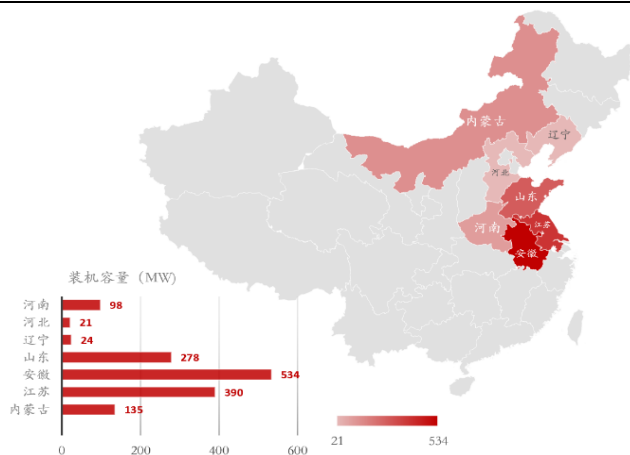 内蒙古
辽宁
河北
山东
河南
江苏
安徽
装机容量（MW）
河南 98
河北 21
辽宁 24
山东 278
安徽 534
江苏 390
内蒙古 135
0 200 400 600
21 534